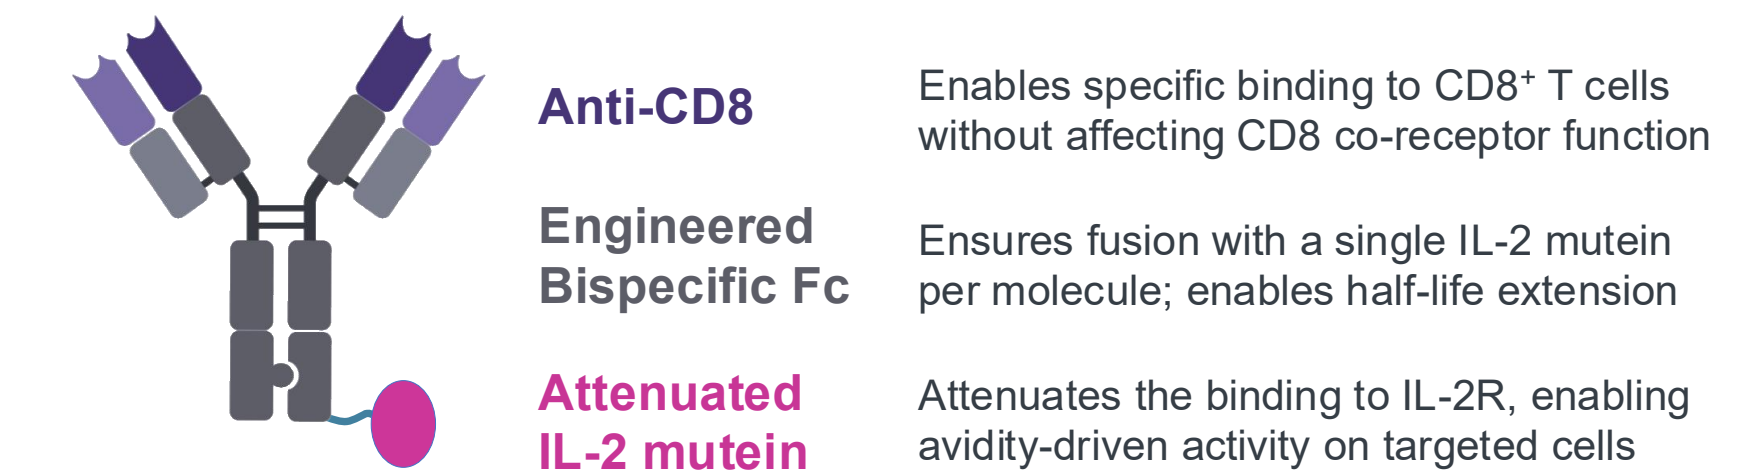 Anti-CD8
Enables specific binding to CD8⁺ T cells
without affecting CD8 co-receptor function
Engineered
Bispecific Fc
Ensures fusion with a single IL-2 mutein
per molecule; enables half-life extension
Attenuated
IL-2 mutein
Attenuates the binding to IL-2R, enabling
avidity-driven activity on targeted cells